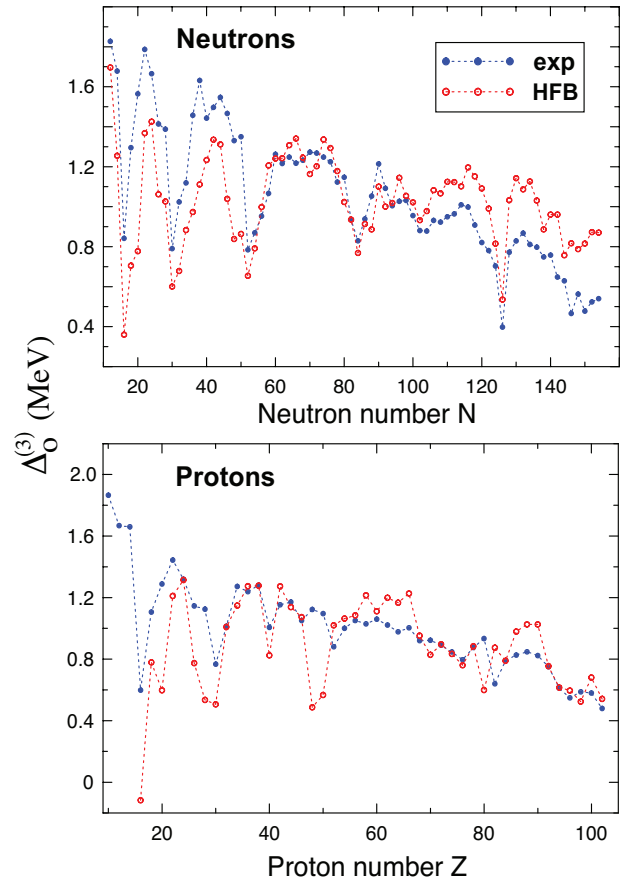 Neutrons
exp
HFB
1.6
1.2
0.8
0.4
20 40 60 80 100 120 140
Neutron number N
Δ_O^(3) (MeV)
Protons
2.0
1.6
1.2
0.8
0.4
0
20 40 60 80 100
Proton number Z